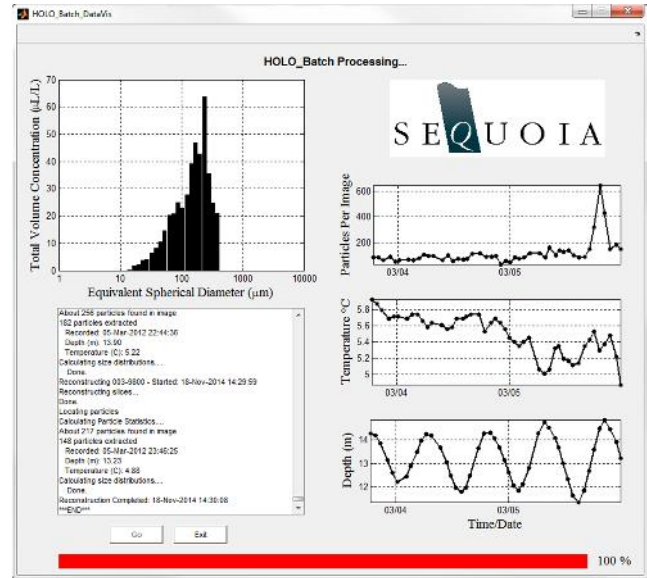 HOLO_Batch_DataVis
HOLO_Batch Processing...
Total Volume Concentration (μL/L)
70
60
50
40
30
20
10
0
1
10
100
1000
10000
Equivalent Spherical Diameter (μm)
SEQUOIA
Particles Per Image
600
400
200
03/04
03/05
Temperature °C
5.8
5.6
5.4
5.2
5
03/04
03/05
Depth (m)
14
13
12
03/04
03/05
Time/Date
About 256 particles found in image
182 particles extracted
Recorded: 05-Mar-2012 22:44:36
Depth (m): 13.90
Temperature (C): 5.22
Calculating size distributions....
Done.
Reconstructing 003-9800 - Started: 18-Nov-2014 14:29:59
Reconstructing slices...
Done.
Locating particles
Calculating Particle Statistics....
About 217 particles found in image
148 particles extracted
Recorded: 05-Mar-2012 23:46:25
Depth (m): 13.23
Temperature (C): 4.88
Calculating size distributions....
Done.
Reconstruction Completed: 18-Nov-2014 14:30:08
***END***
Go
Exit
100 %